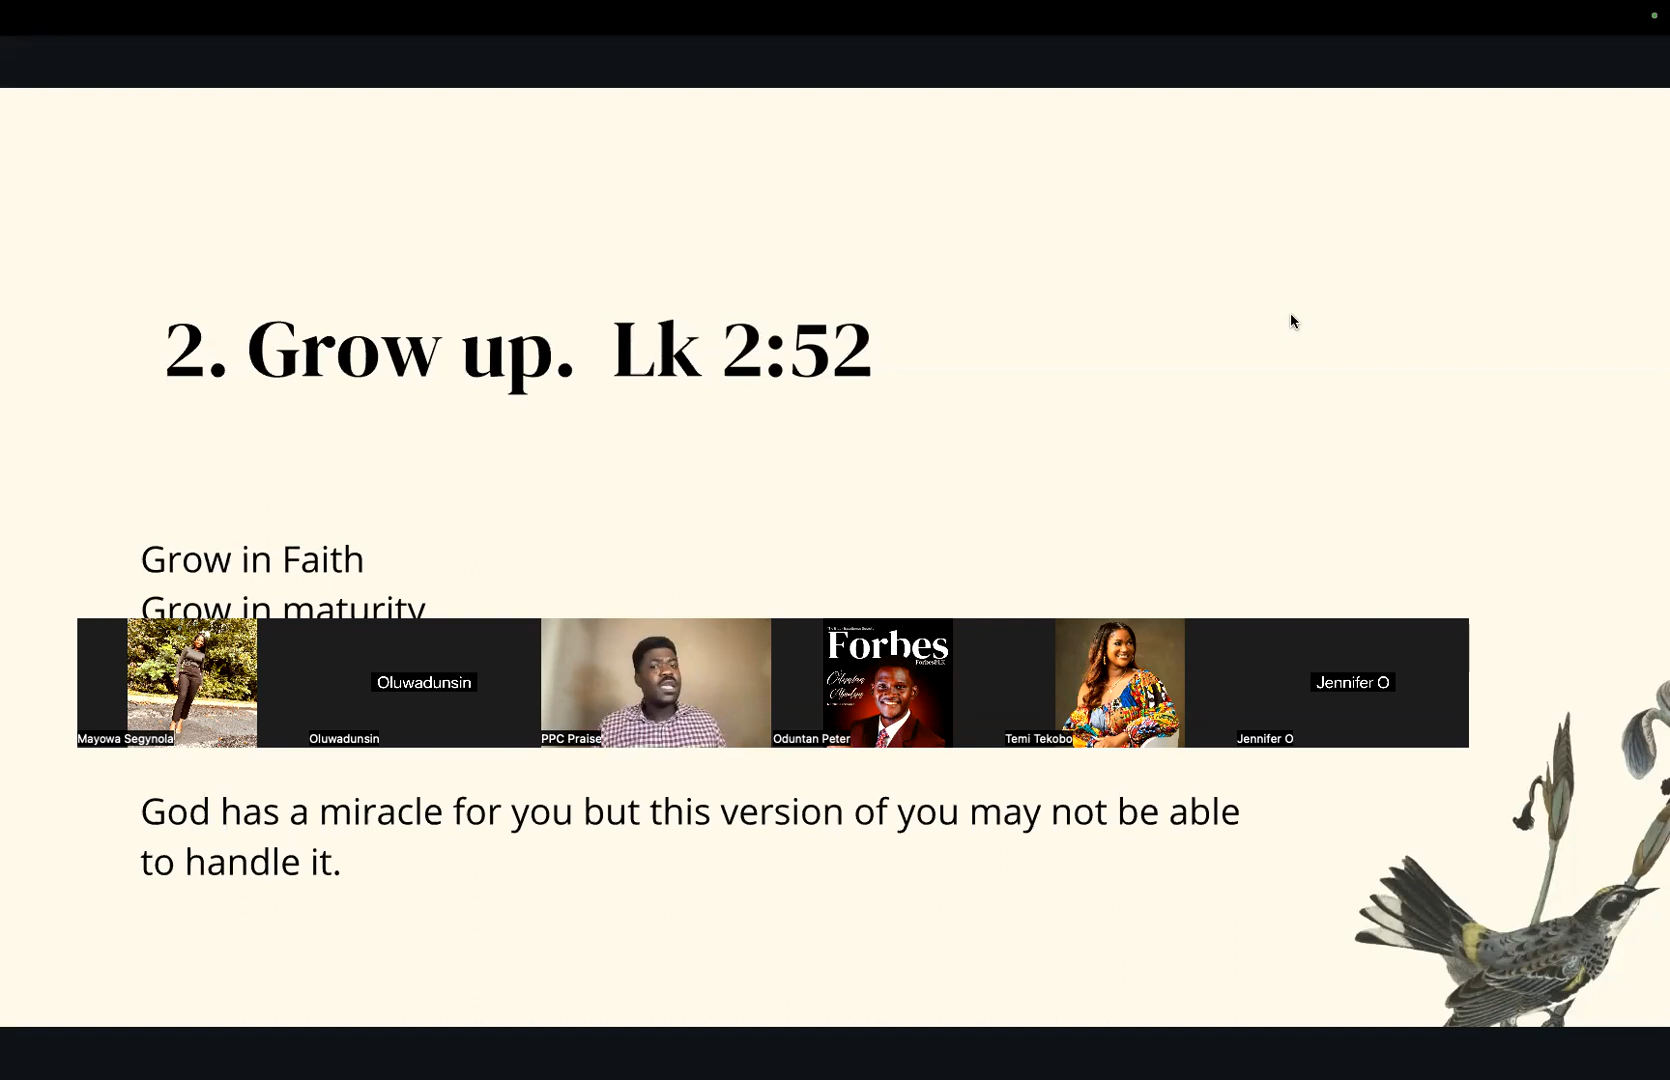 2. Grow up. Lk 2:52
Grow in Faith
Grow in maturity
Forbes
Oluwadunsin
Jennifer O
Mayowa Segynola
Oluwadunsin
PPC Praise
Oduntan Peter
Temi Tekobo
Jennifer O
God has a miracle for you but this version of you may not be able
to handle it.